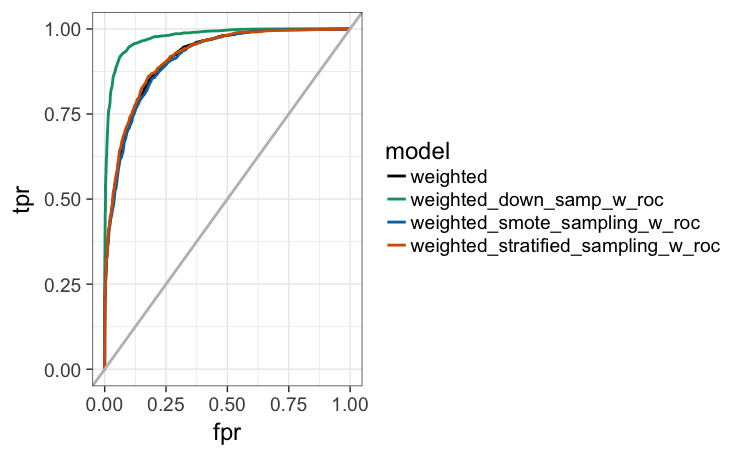 1.00
0.75
0.50
0.25
0.00
tpr
0.00 0.25 0.50 0.75 1.00
fpr
model
weighted
weighted_down_samp_w_roc
weighted_smote_sampling_w_roc
weighted_stratified_sampling_w_roc